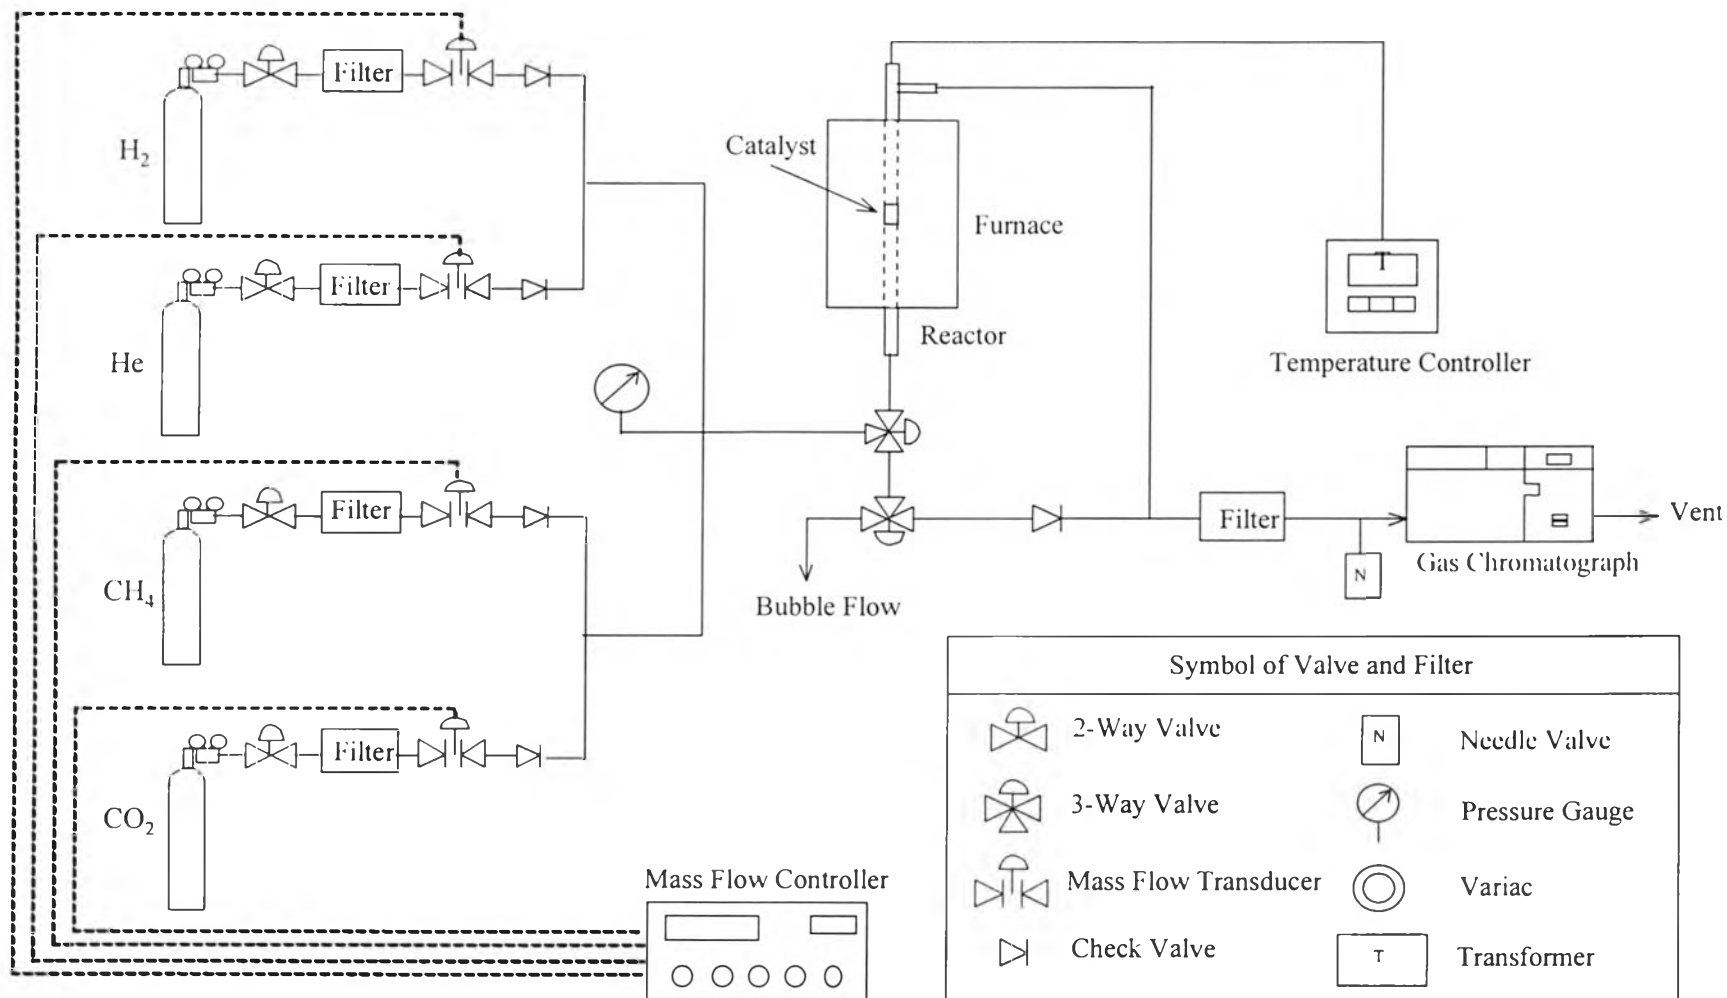 Filter
H₂
Catalyst
Furnace
Filter
T
He
Reactor
Temperature Controller
Filter
CH₄
Filter
Vent
N
Gas Chromatograph
Bubble Flow
Filter
CO₂
Mass Flow Controller
Symbol of Valve and Filter
2-Way Valve
N
Needle Valve
3-Way Valve
Pressure Gauge
Mass Flow Transducer
Variac
Check Valve
T
Transformer